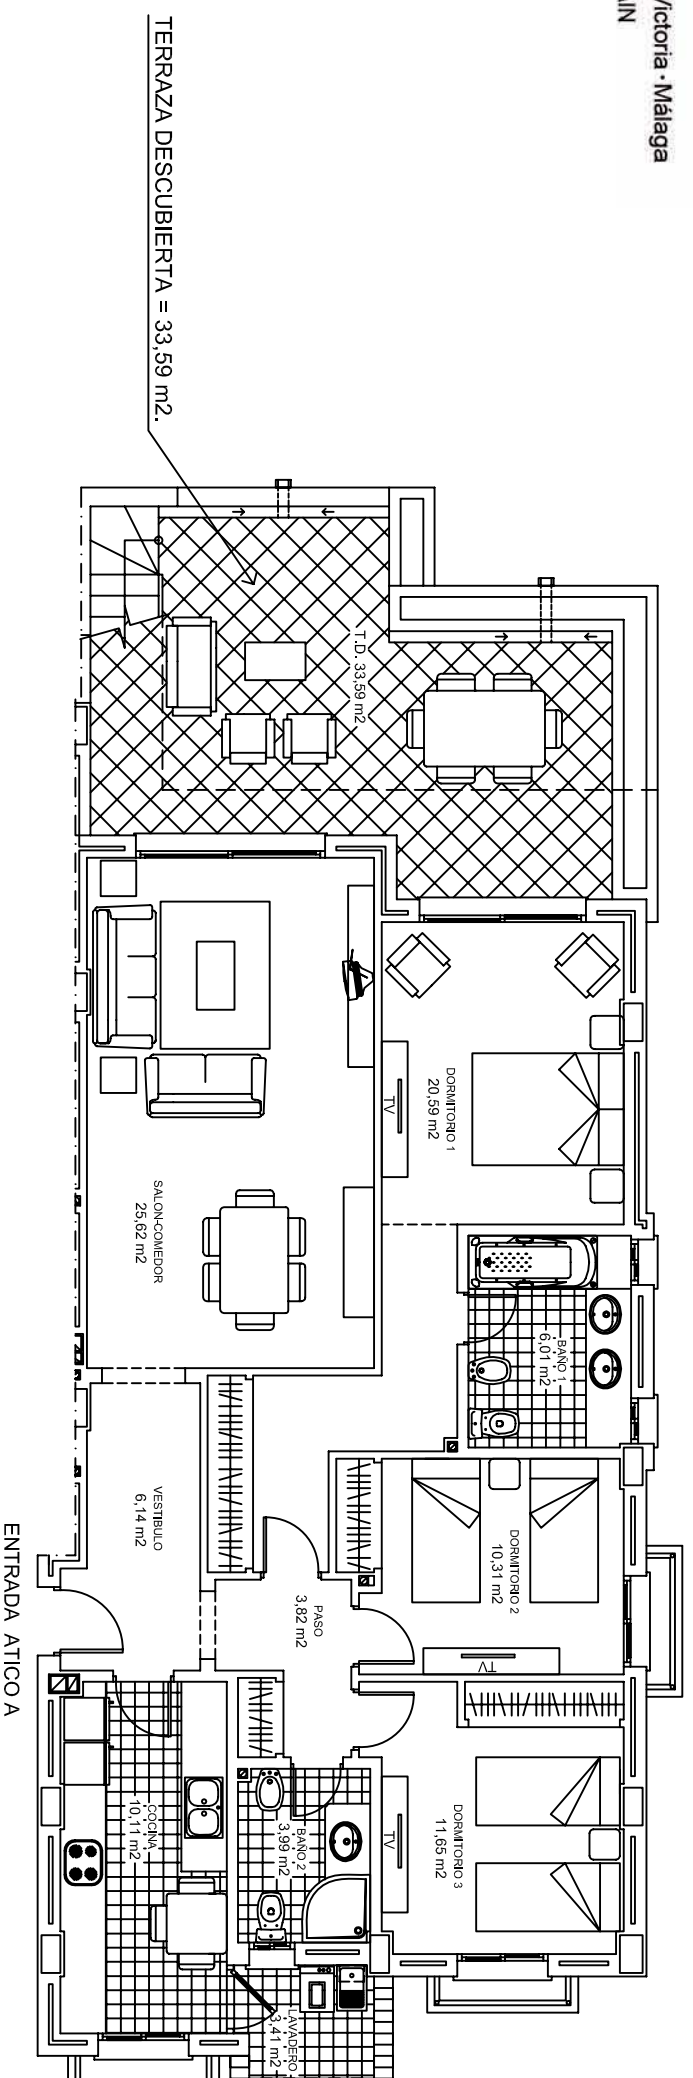 Victoria · Málaga
AIN
TERRAZA DESCUBIERTA = 33,59 m2.
T.D. 33,59 m2
DORMITORIO 1
20,59 m2
TV
SALON-COMEDOR
25,62 m2
BAÑO 1
6,01 m2
VESTIBULO
6,14 m2
DORMITORIO 2
10,31 m2
TV
PASO
3,82 m2
ENTRADA ATICO A
DORMITORIO 3
11,65 m2
TV
BAÑO 2
3,99 m2
COCINA
10,11 m2
LAVADERO
3,41 m2